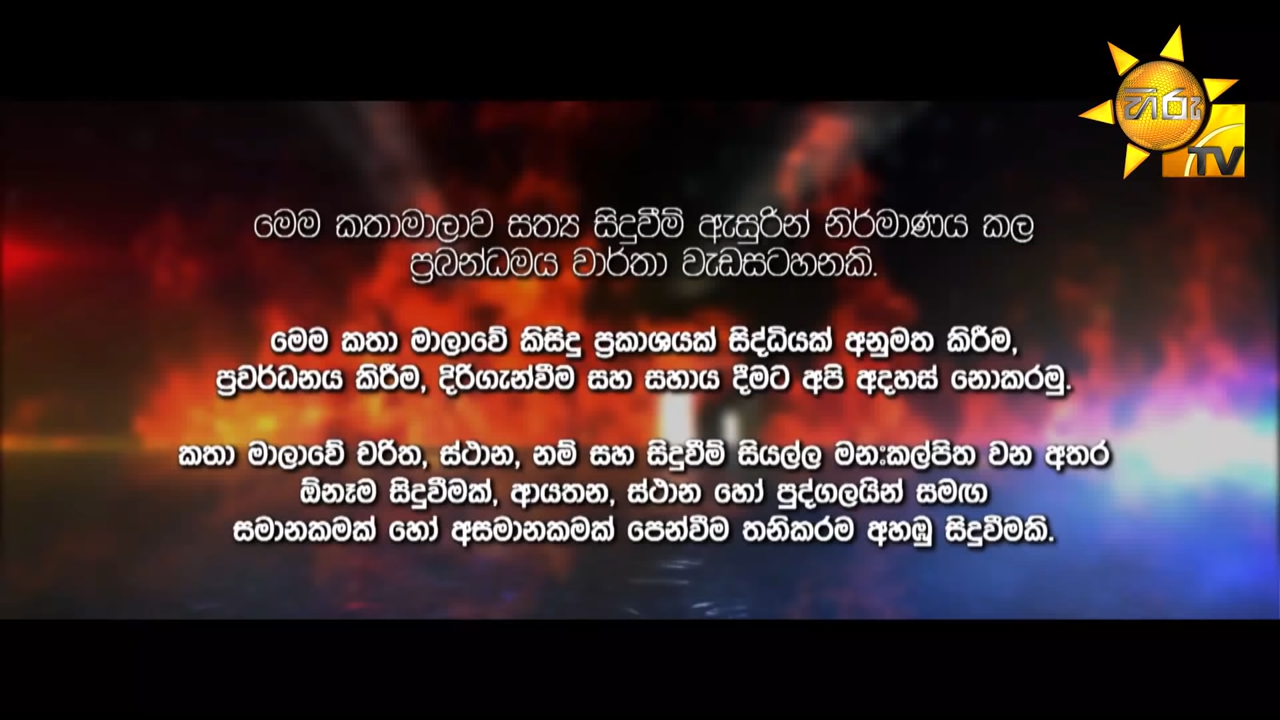 හිරු
TV
මෙම කතාමාලාව සත්‍ය සිදුවීම් ඇසුරින් නිර්මාණය කල
ප්‍රබන්ධමය වාර්තා වැඩසටහනකි.
මෙම කතා මාලාවේ කිසිදු ප්‍රකාශයක් සිද්ධියක් අනුමත කිරීම,
ප්‍රවර්ධනය කිරීම, දිරිගැන්වීම සහ සහාය දීමට අපි අදහස් නොකරමු.
කතා මාලාවේ චරිත, ස්ථාන, නම් සහ සිදුවීම් සියල්ල මනඃකල්පිත වන අතර
ඕනෑම සිදුවීමක්, ආයතන, ස්ථාන හෝ පුද්ගලයින් සමඟ
සමානකමක් හෝ අසමානකමක් පෙන්වීම තනිකරම අහඹු සිදුවීමකි.